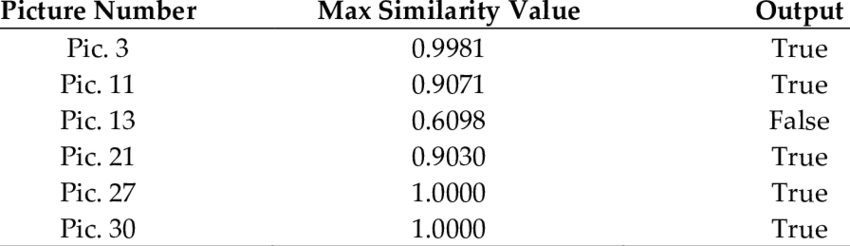 Picture Number Max Similarity Value Output
Pic. 3 0.9981 True
Pic. 11 0.9071 True
Pic. 13 0.6098 False
Pic. 21 0.9030 True
Pic. 27 1.0000 True
Pic. 30 1.0000 True